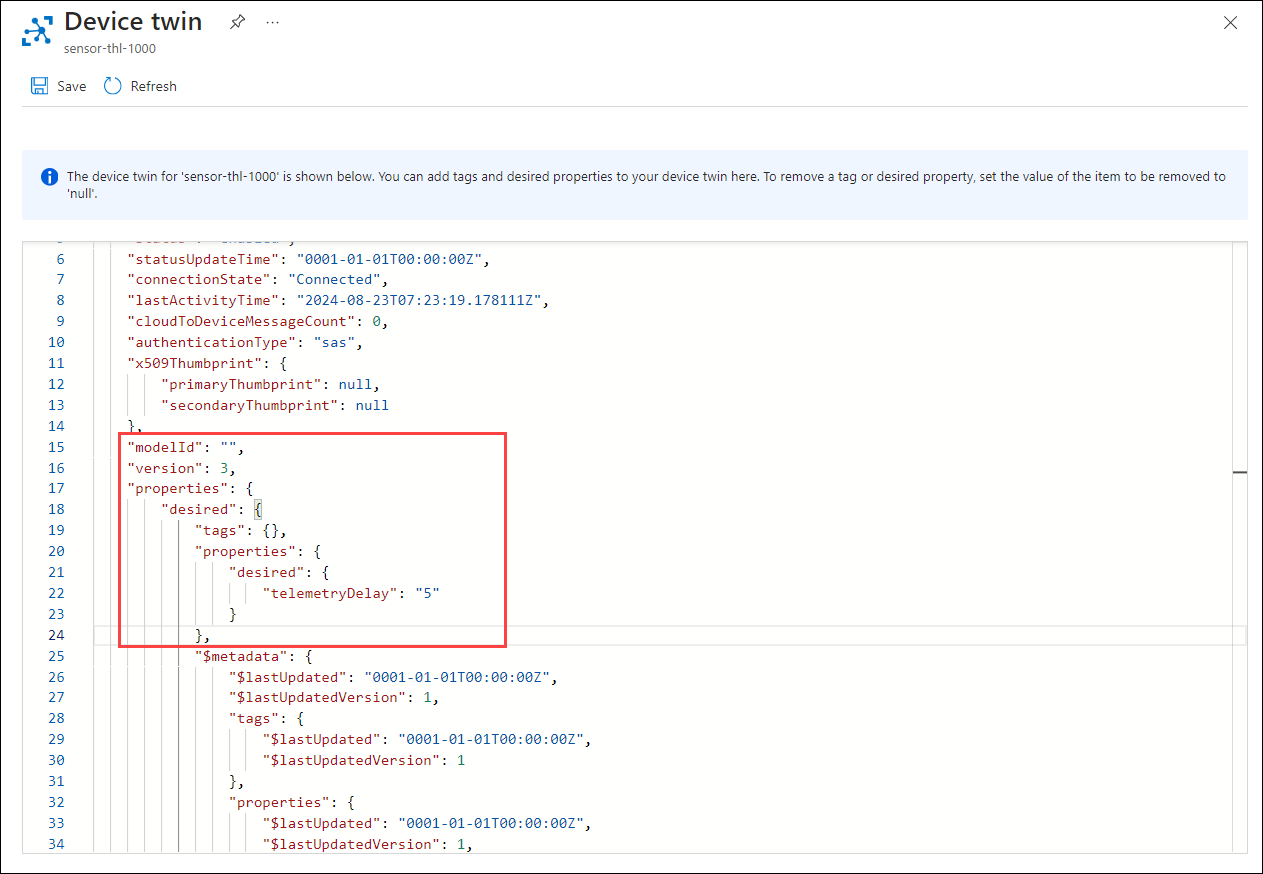 Device twin
sensor-thl-1000
Save
Refresh
The device twin for 'sensor-thl-1000' is shown below. You can add tags and desired properties to your device twin here. To remove a tag or desired property, set the value of the item to be removed to
'null'.
6 "statusUpdateTime": "0001-01-01T00:00:00Z",
7 "connectionState": "Connected",
8 "lastActivityTime": "2024-08-23T07:23:19.178111Z",
9 "cloudToDeviceMessageCount": 0,
10 "authenticationType": "sas",
11 "x509Thumbprint": {
12 "primaryThumbprint": null,
13 "secondaryThumbprint": null
14 },
15 "modelId": "",
16 "version": 3,
17 "properties": {
18 "desired": {
19 "tags": {},
20 "properties": {
21 "desired": {
22 "telemetryDelay": "5"
23 }
24 },
25 "$metadata": {
26 "$lastUpdated": "0001-01-01T00:00:00Z",
27 "$lastUpdatedVersion": 1,
28 "tags": {
29 "$lastUpdated": "0001-01-01T00:00:00Z",
30 "$lastUpdatedVersion": 1
31 },
32 "properties": {
33 "$lastUpdated": "0001-01-01T00:00:00Z",
34 "$lastUpdatedVersion": 1,